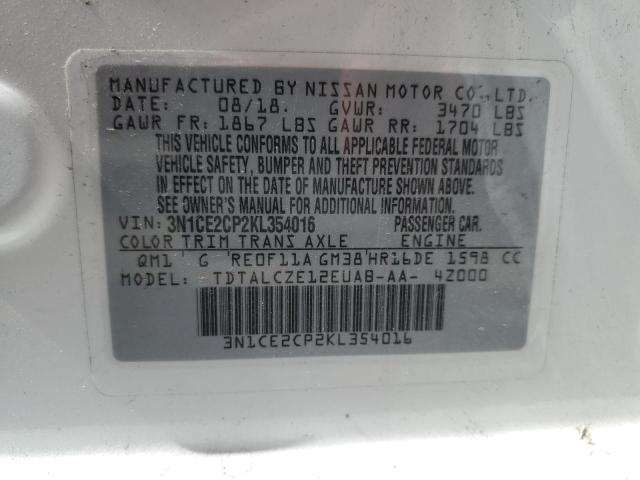 MANUFACTURED BY NISSAN MOTOR CO.,LTD.
DATE: 08/18. GVWR: 3470 LBS
GAWR FR: 1867 LBS GAWR RR: 1704 LBS
THIS VEHICLE CONFORMS TO ALL APPLICABLE FEDERAL MOTOR
VEHICLE SAFETY, BUMPER AND THEFT PREVENTION STANDARDS
IN EFFECT ON THE DATE OF MANUFACTURE SHOWN ABOVE.
SEE OWNER'S MANUAL FOR ADDITIONAL INFORMATION.
VIN: 3N1CE2CP2KL354016 PASSENGER CAR.
COLOR TRIM TRANS AXLE ENGINE
QM1 G RE0F11A GM38 HR16DE 1598 CC
MODEL: TDTALCZE12EUAB-AA- 4Z000
3N1CE2CP2KL354016